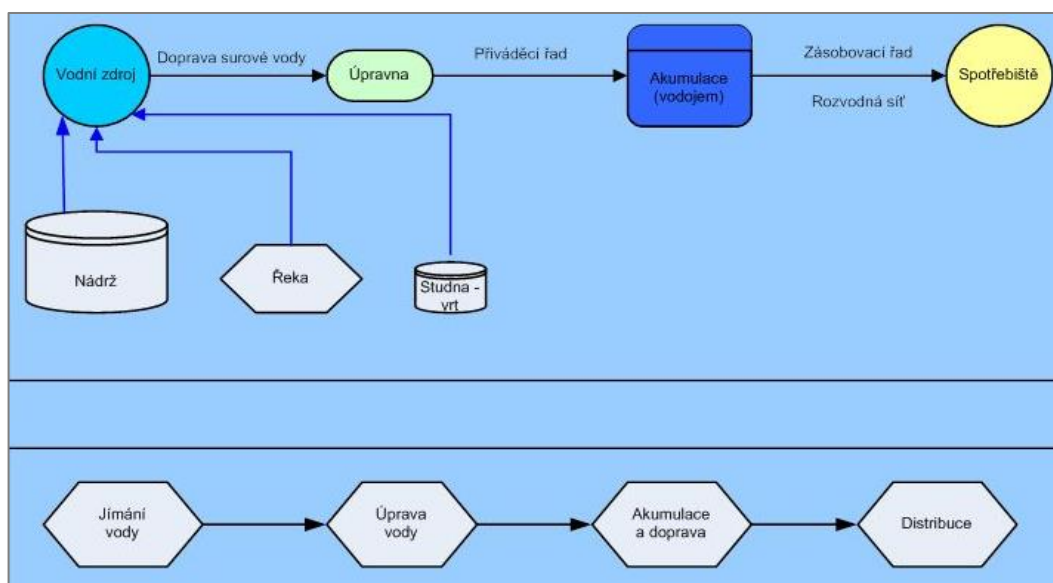 Vodní zdroj
Doprava surové vody
Úpravna
Přiváděcí řad
Akumulace
(vodojem)
Zásobovací řad
Rozvodná síť
Spotřebiště
Nádrž
Řeka
Studna -
vrt
Jímání
vody
Úprava
vody
Akumulace
a doprava
Distribuce